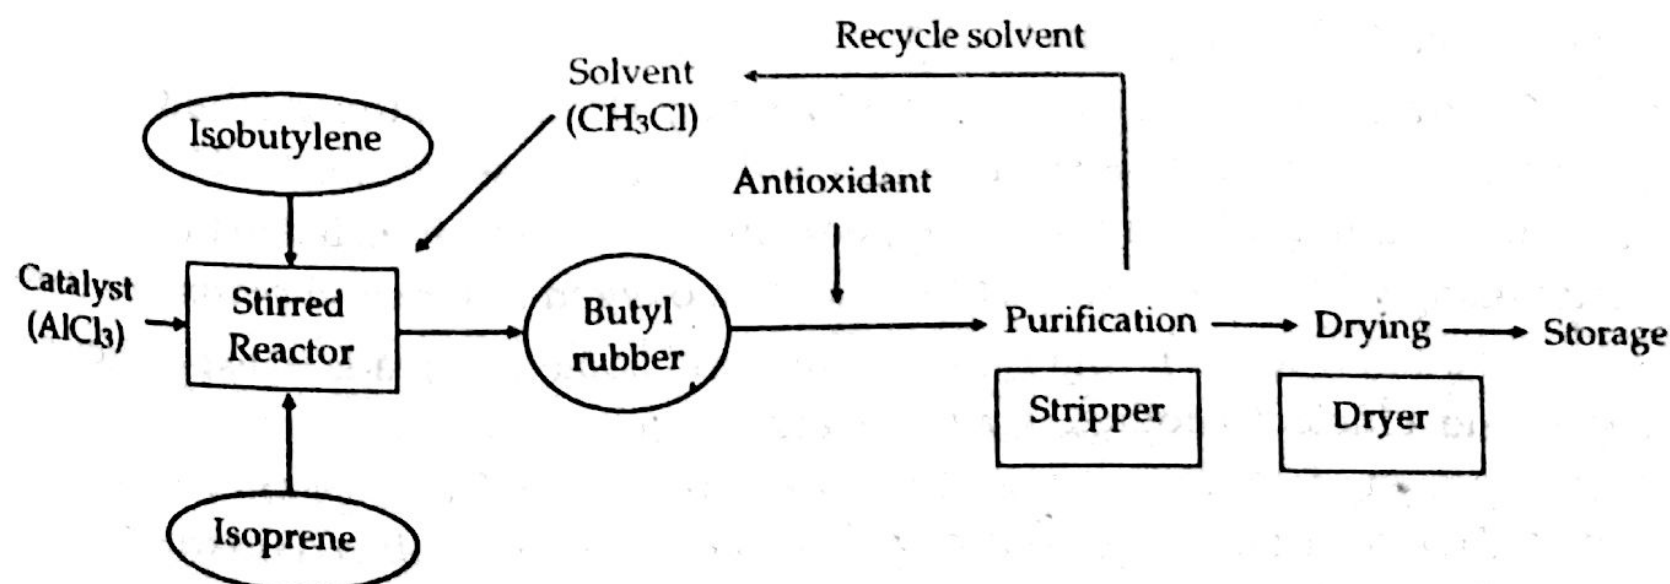 Recycle solvent
Solvent
(CH₃Cl)
Isobutylene
Antioxidant
Catalyst
(AlCl₃)
Stirred
Reactor
Butyl
rubber
Purification
Drying
Storage
Stripper
Dryer
Isoprene